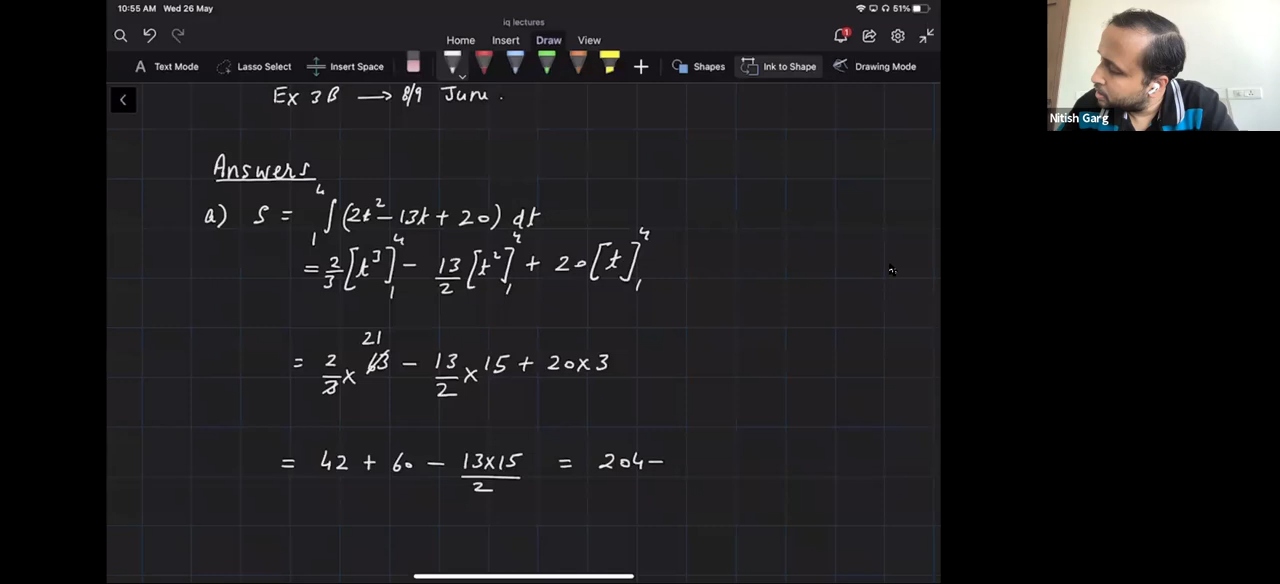 10:55 AM Wed 26 May
51%
iq lectures
Home Insert Draw View
1
Text Mode Lasso Select Insert Space Shapes Ink to Shape Drawing Mode
Nitish Garg
Ex 3B → 8/9 June.
Answers
a) S = ∫₁⁴ (2t² - 13t + 20) dt
= 2/3 [t³]₁⁴ - 13/2 [t²]₁⁴ + 20 [t]₁⁴
21
= 2/3 × 63 - 13/2 × 15 + 20 × 3
= 42 + 60 - 13×15/2 = 204 -